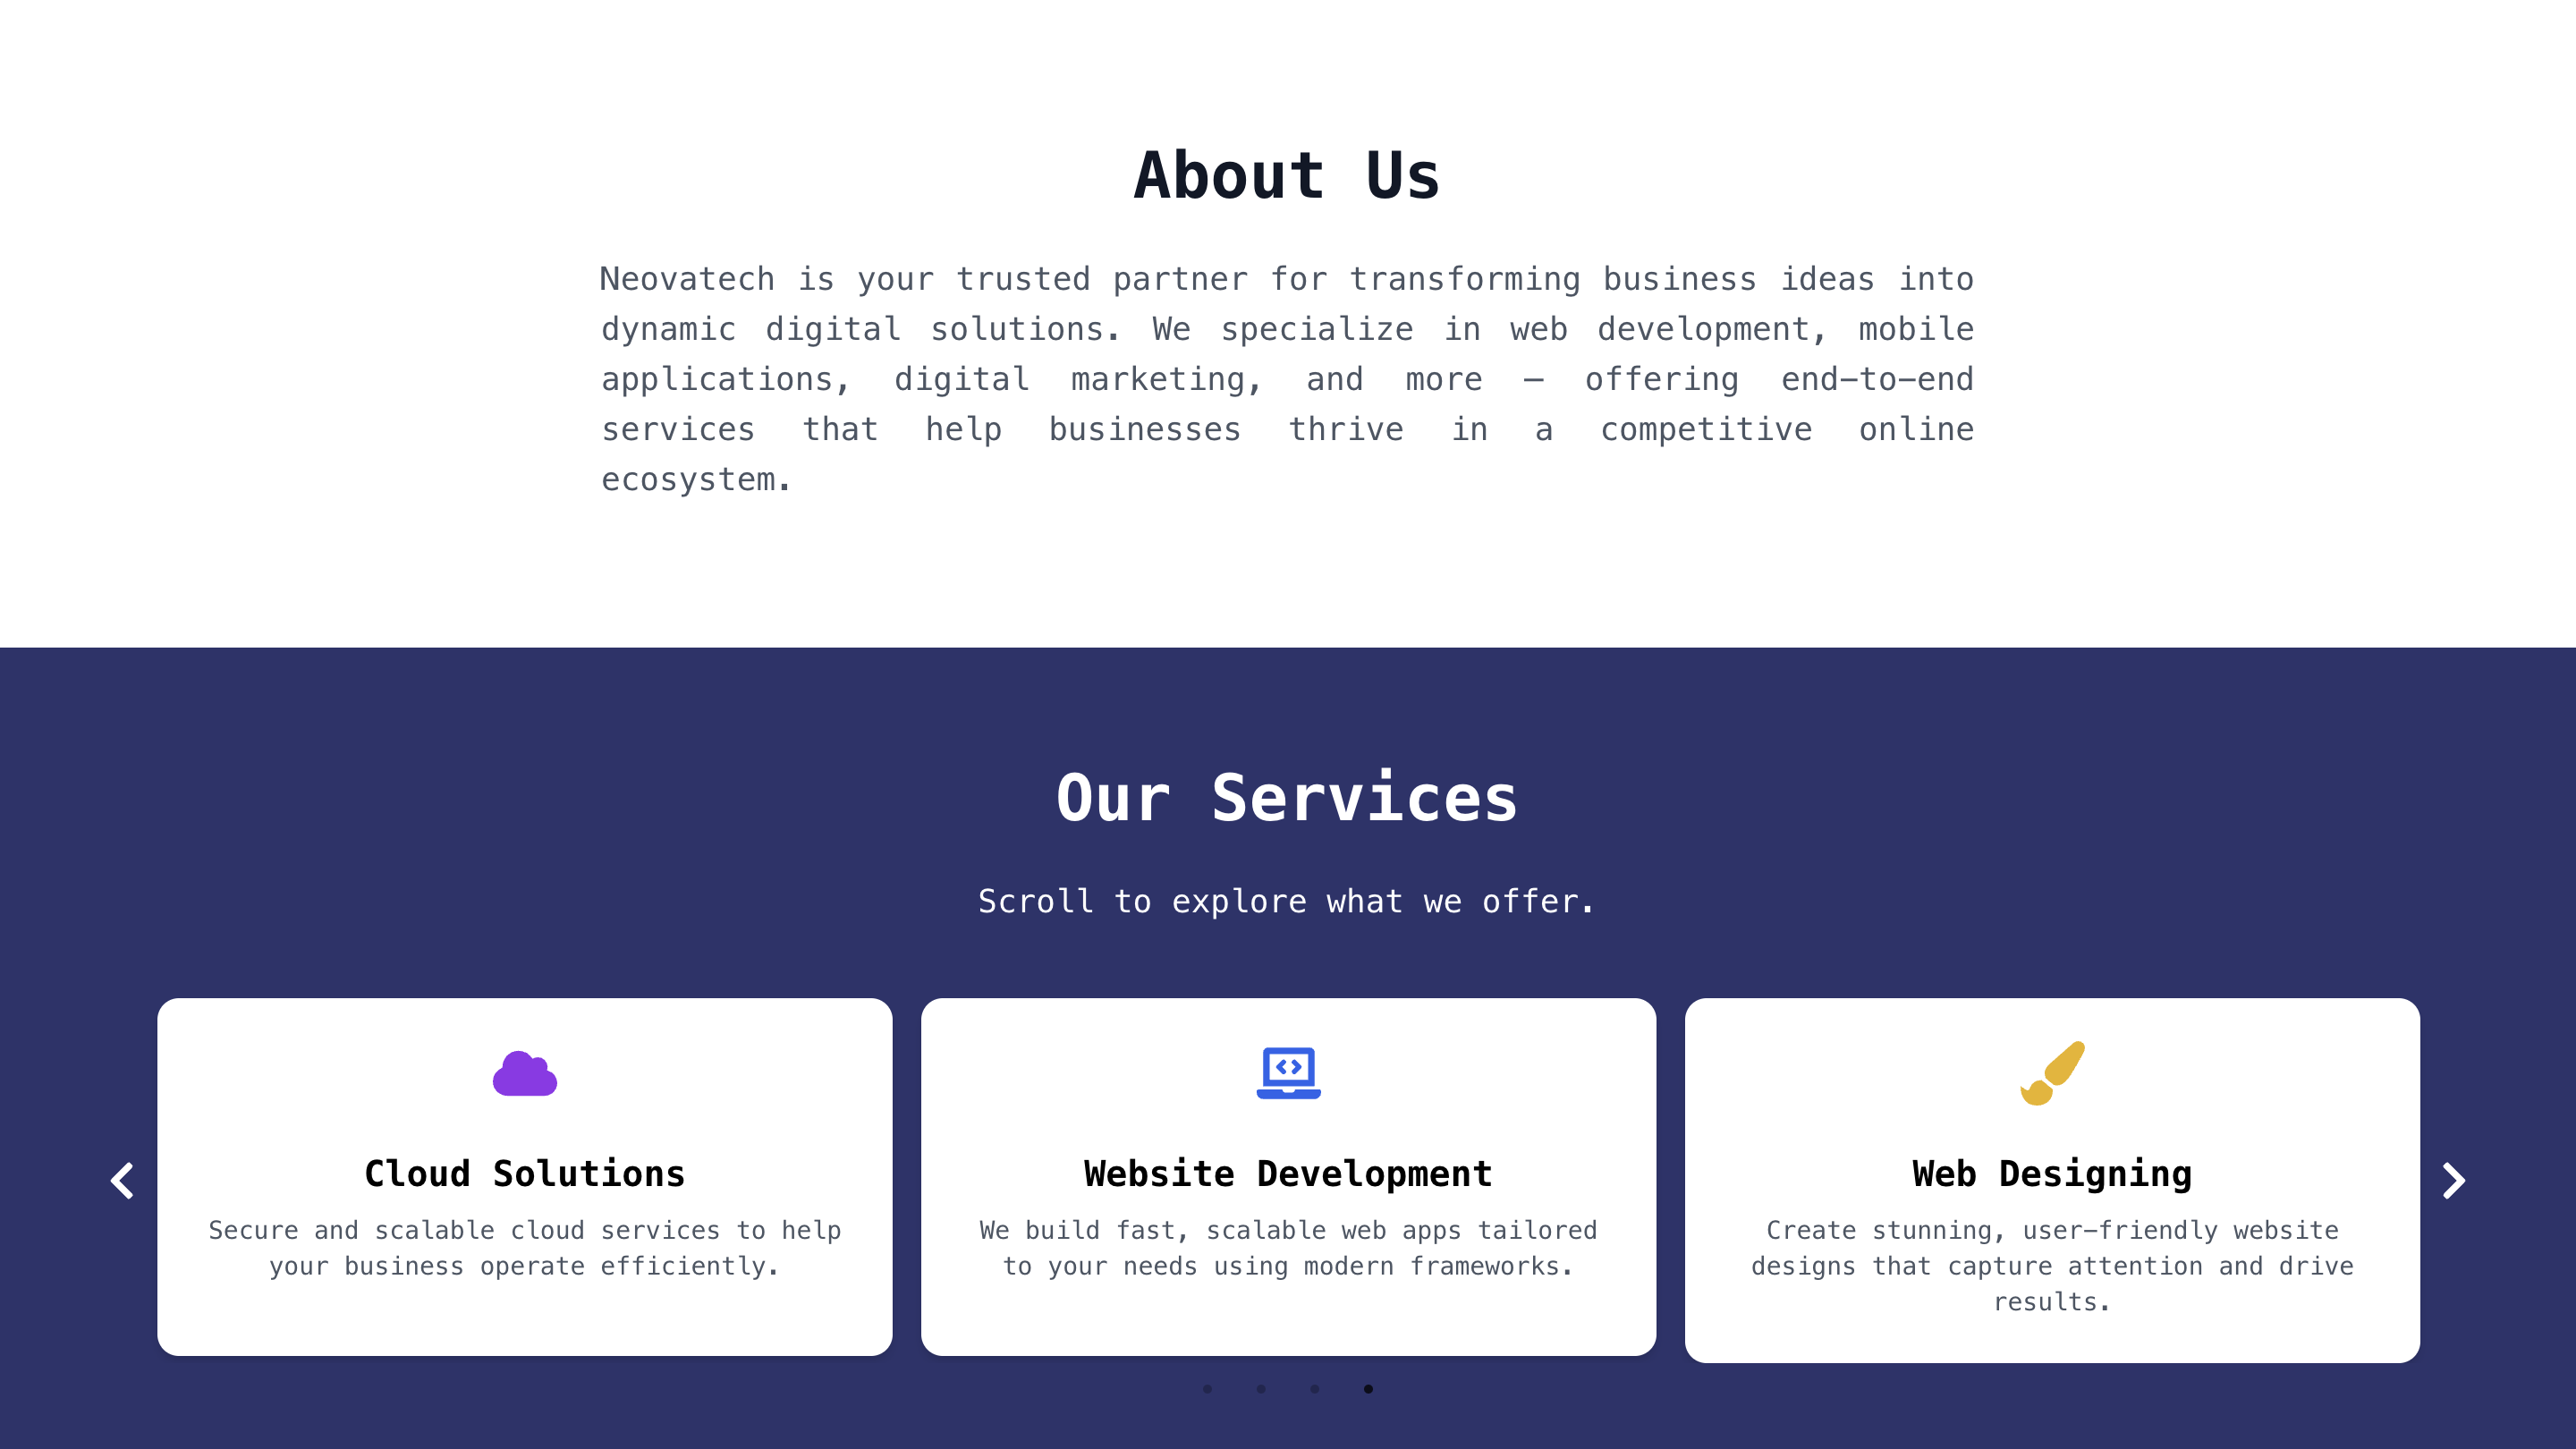 About Us
Neovatech is your trusted partner for transforming business ideas into
dynamic digital solutions. We specialize in web development, mobile
applications, digital marketing, and more — offering end-to-end
services that help businesses thrive in a competitive online
ecosystem.
Our Services
Scroll to explore what we offer.
Cloud Solutions
Secure and scalable cloud services to help
your business operate efficiently.
Website Development
We build fast, scalable web apps tailored
to your needs using modern frameworks.
Web Designing
Create stunning, user-friendly website
designs that capture attention and drive
results.